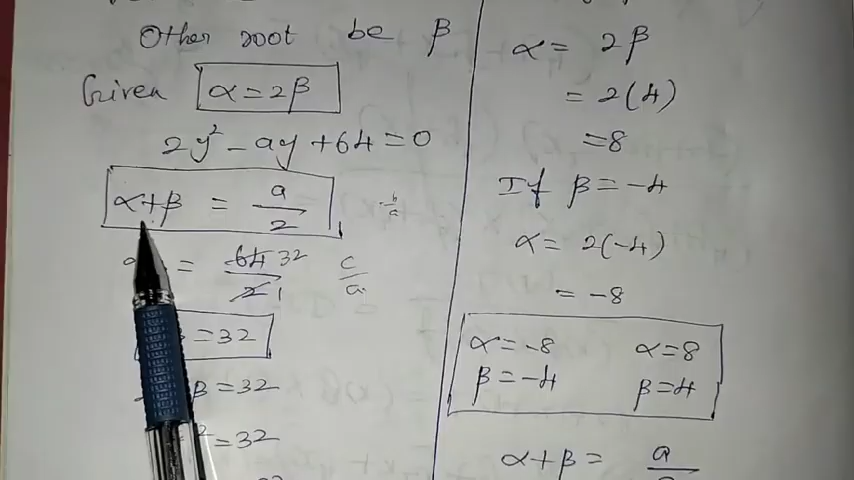 Other root be β
Given α = 2β
2y² - ay + 64 = 0
α+β = a/2 -b/a
= 64 32 / 2 1 c/a
= 32
β = 32
² = 32
α = 2β
= 2(4)
= 8
If β = -4
α = 2(-4)
= -8
α = -8 α = 8
β = -4 β = 4
α+β = a